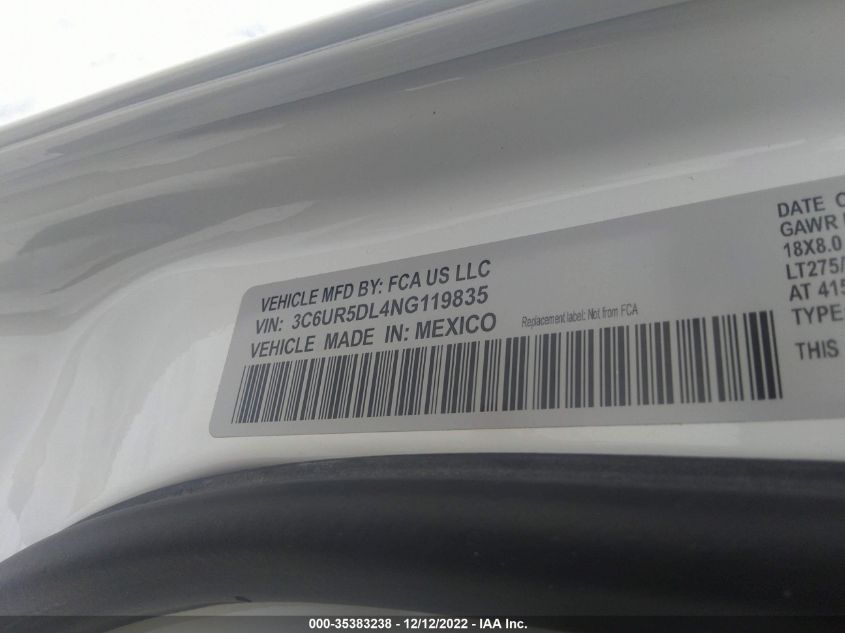 VEHICLE MFD BY: FCA US LLC
VIN: 3C6UR5DL4NG119835
VEHICLE MADE IN: MEXICO
Replacement label: Not from FCA
DATE
GAWR
18X8.0
LT275/
AT 415
TYPE
THIS
000-35383238 - 12/12/2022 - IAA Inc.